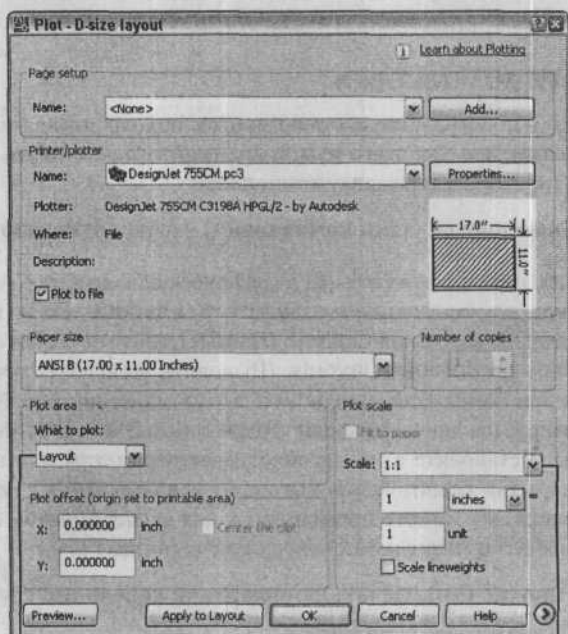 Plot - D-size layout
Learn about Plotting
Page setup
Name: <None> Add...
Printer/plotter
Name: DesignJet 755CM.pc3 Properties...
Plotter: DesignJet 755CM C3198A HPGL/2 - by Autodesk
Where: File
Description:
Plot to file
17.0"
11.0"
Paper size
ANSI B (17.00 x 11.00 Inches)
Number of copies
Plot area
What to plot:
Layout
Plot scale
Fit to paper
Scale: 1:1
1 inches =
1 unit
Scale lineweights
Plot offset (origin set to printable area)
X: 0.000000 inch Center the plot
Y: 0.000000 inch
Preview... Apply to Layout OK Cancel Help